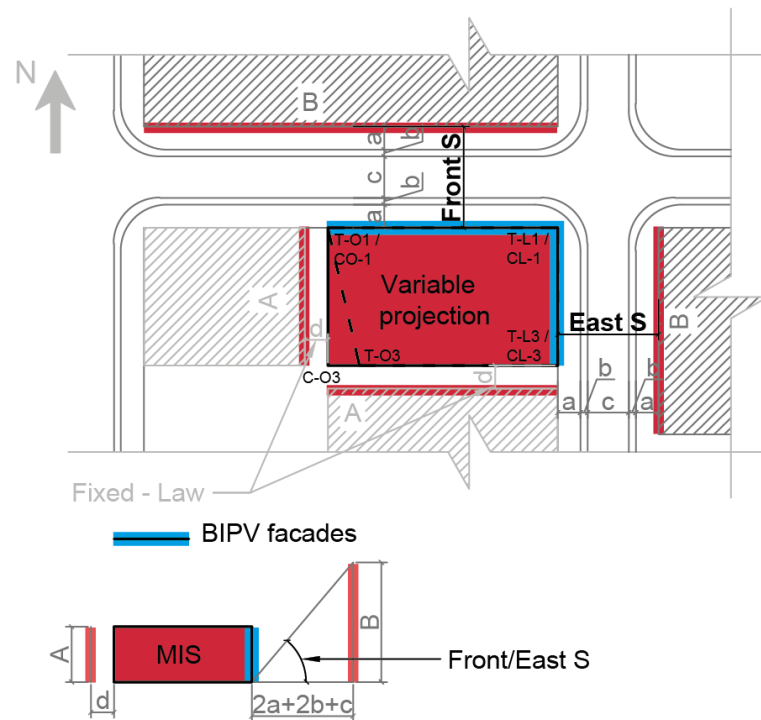 N
B
a
b
c
b
a
Front S
T-O1 /
CO-1
T-L1 /
CL-1
A
Variable
projection
East S
B
d
T-O3
T-L3 /
CL-3
C-O3
d
b
b
a
c
a
A
Fixed - Law
BIPV facades
A
MIS
B
Front/East S
d
2a+2b+c